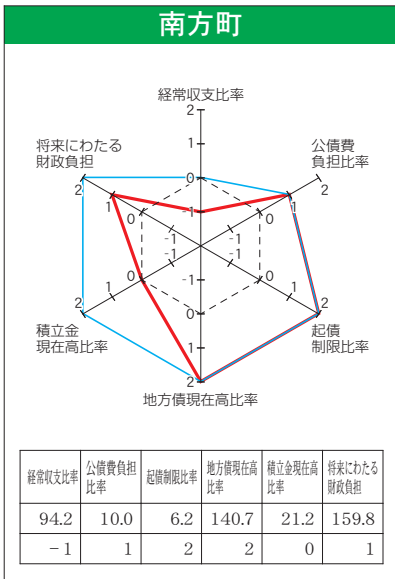 南方町
経常収支比率
2
1
0
-1
公債費
負担比率
2
1
0
-1
起債
制限比率
2
1
0
-1
地方債現在高比率
2
1
0
-1
積立金
現在高比率
2
1
0
-1
将来にわたる
財政負担
2
1
0
-1
経常収支比率 公債費負担比率 起債制限比率 地方債現在高比率 積立金現在高比率 将来にわたる財政負担
94.2 10.0 6.2 140.7 21.2 159.8
-1 1 2 2 0 1